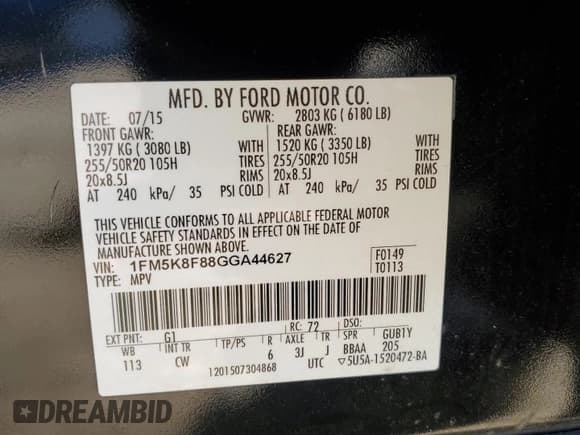 MFD. BY FORD MOTOR CO.
DATE: 07/15 GVWR: 2803 KG ( 6180 LB)
FRONT GAWR: REAR GAWR:
1397 KG ( 3080 LB) WITH 1520 KG ( 3350 LB) WITH
255/50R20 105H TIRES 255/50R20 105H TIRES
20x8.5J RIMS 20x8.5J RIMS
AT 240 kPa/ 35 PSI COLD AT 240 kPa/ 35 PSI COLD
THIS VEHICLE CONFORMS TO ALL APPLICABLE FEDERAL MOTOR
VEHICLE SAFETY STANDARDS IN EFFECT ON THE DATE OF
MANUFACTURE SHOWN ABOVE.
VIN: 1FM5K8F88GGA44627 F0149
TYPE: MPV T0113
EXT PNT: G1 RC: 72 DSO:
WB INT TR TP/PS R AXLE TR GUB1Y
113 CW 6 3J J BBAA 205
1201507304868 UTC ▽5U5A-1520472-BA
DREAMBID